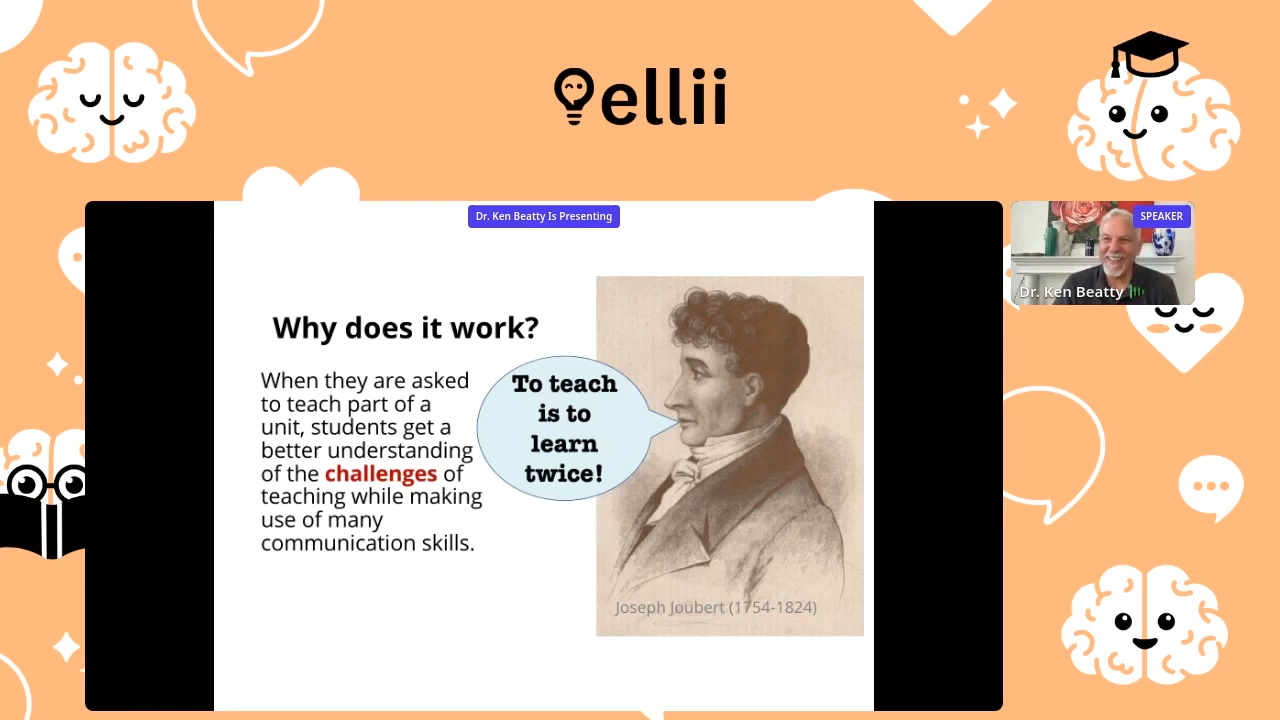 ellii
Dr. Ken Beatty Is Presenting
SPEAKER
Dr. Ken Beatty
Why does it work?
When they are asked
to teach part of a
unit, students get a
better understanding
of the challenges of
teaching while making
use of many
communication skills.
To teach
is to
learn
twice!
Joseph Joubert (1754-1824)